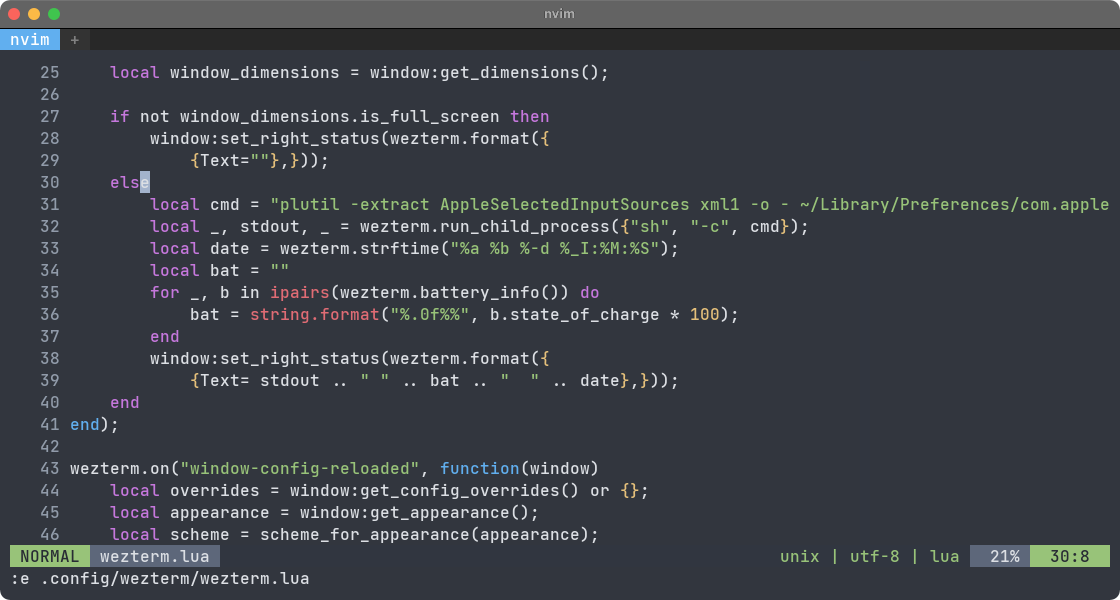 nvim
nvim +
25     local window_dimensions = window:get_dimensions();
26
27     if not window_dimensions.is_full_screen then
28         window:set_right_status(wezterm.format({
29             {Text=""},}));
30     else
31         local cmd = "plutil -extract AppleSelectedInputSources xml1 -o - ~/Library/Preferences/com.apple
32         local _, stdout, _ = wezterm.run_child_process({"sh", "-c", cmd});
33         local date = wezterm.strftime("%a %b %-d %_I:%M:%S");
34         local bat = ""
35         for _, b in ipairs(wezterm.battery_info()) do
36             bat = string.format("%.0f%%", b.state_of_charge * 100);
37         end
38         window:set_right_status(wezterm.format({
39             {Text= stdout .. " " .. bat .. "  " .. date},}));
40     end
41 end);
42
43 wezterm.on("window-config-reloaded", function(window)
44     local overrides = window:get_config_overrides() or {};
45     local appearance = window:get_appearance();
46     local scheme = scheme_for_appearance(appearance);
NORMAL wezterm.lua unix | utf-8 | lua 21% 30:8
:e .config/wezterm/wezterm.lua